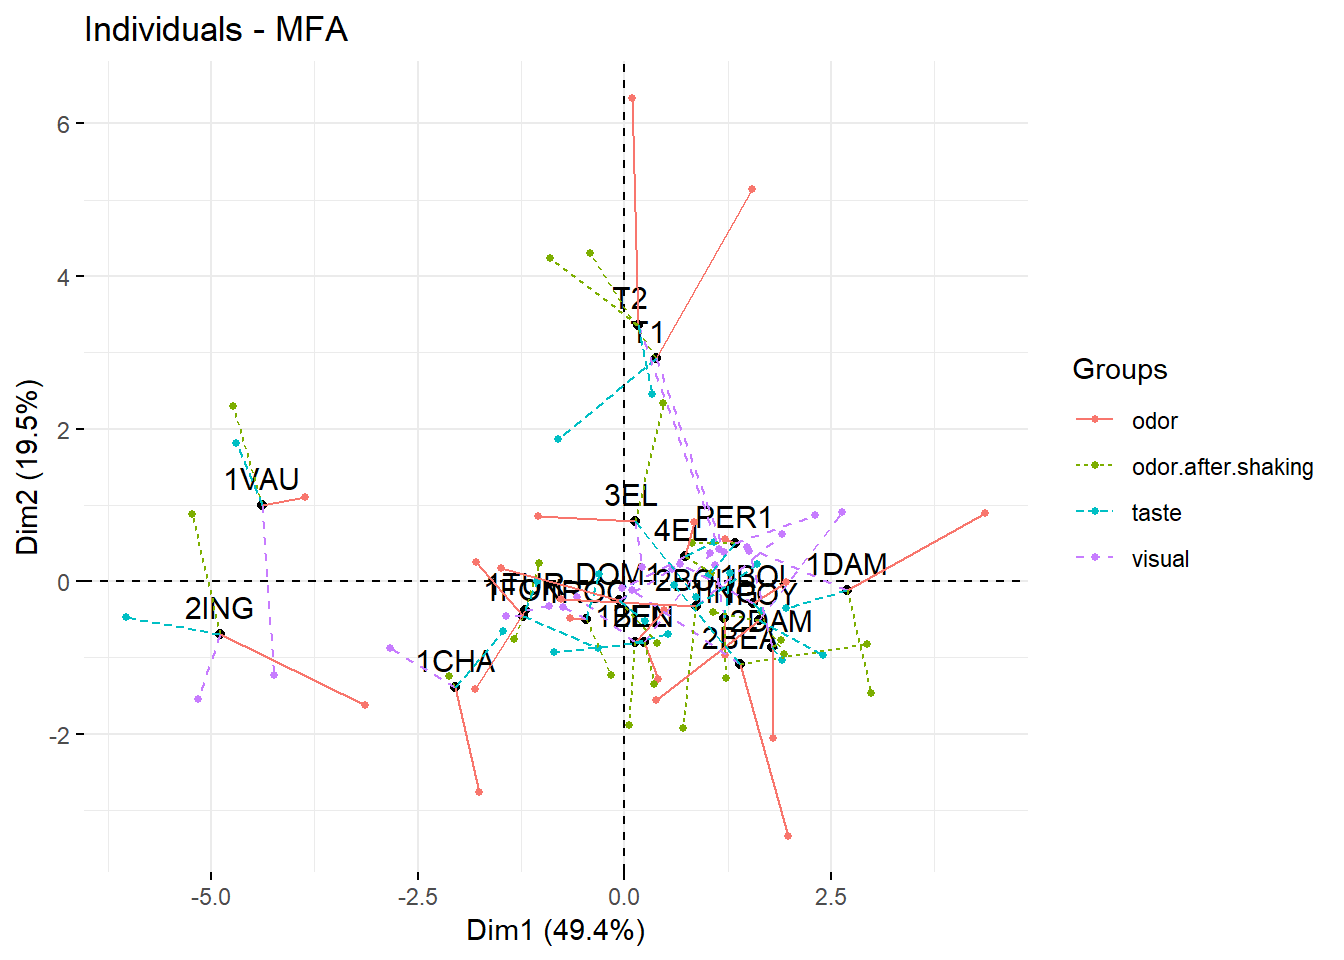 Individuals - MFA
6
4
2
0
-2
Dim2 (19.5%)
-5.0
-2.5
0.0
2.5
Dim1 (49.4%)
T2
T1
1VAU
3EL
PER1
4EL
1DAM
DOM1
2ING
2DAM
2BEA
1CHA
Groups
odor
odor.after.shaking
taste
visual